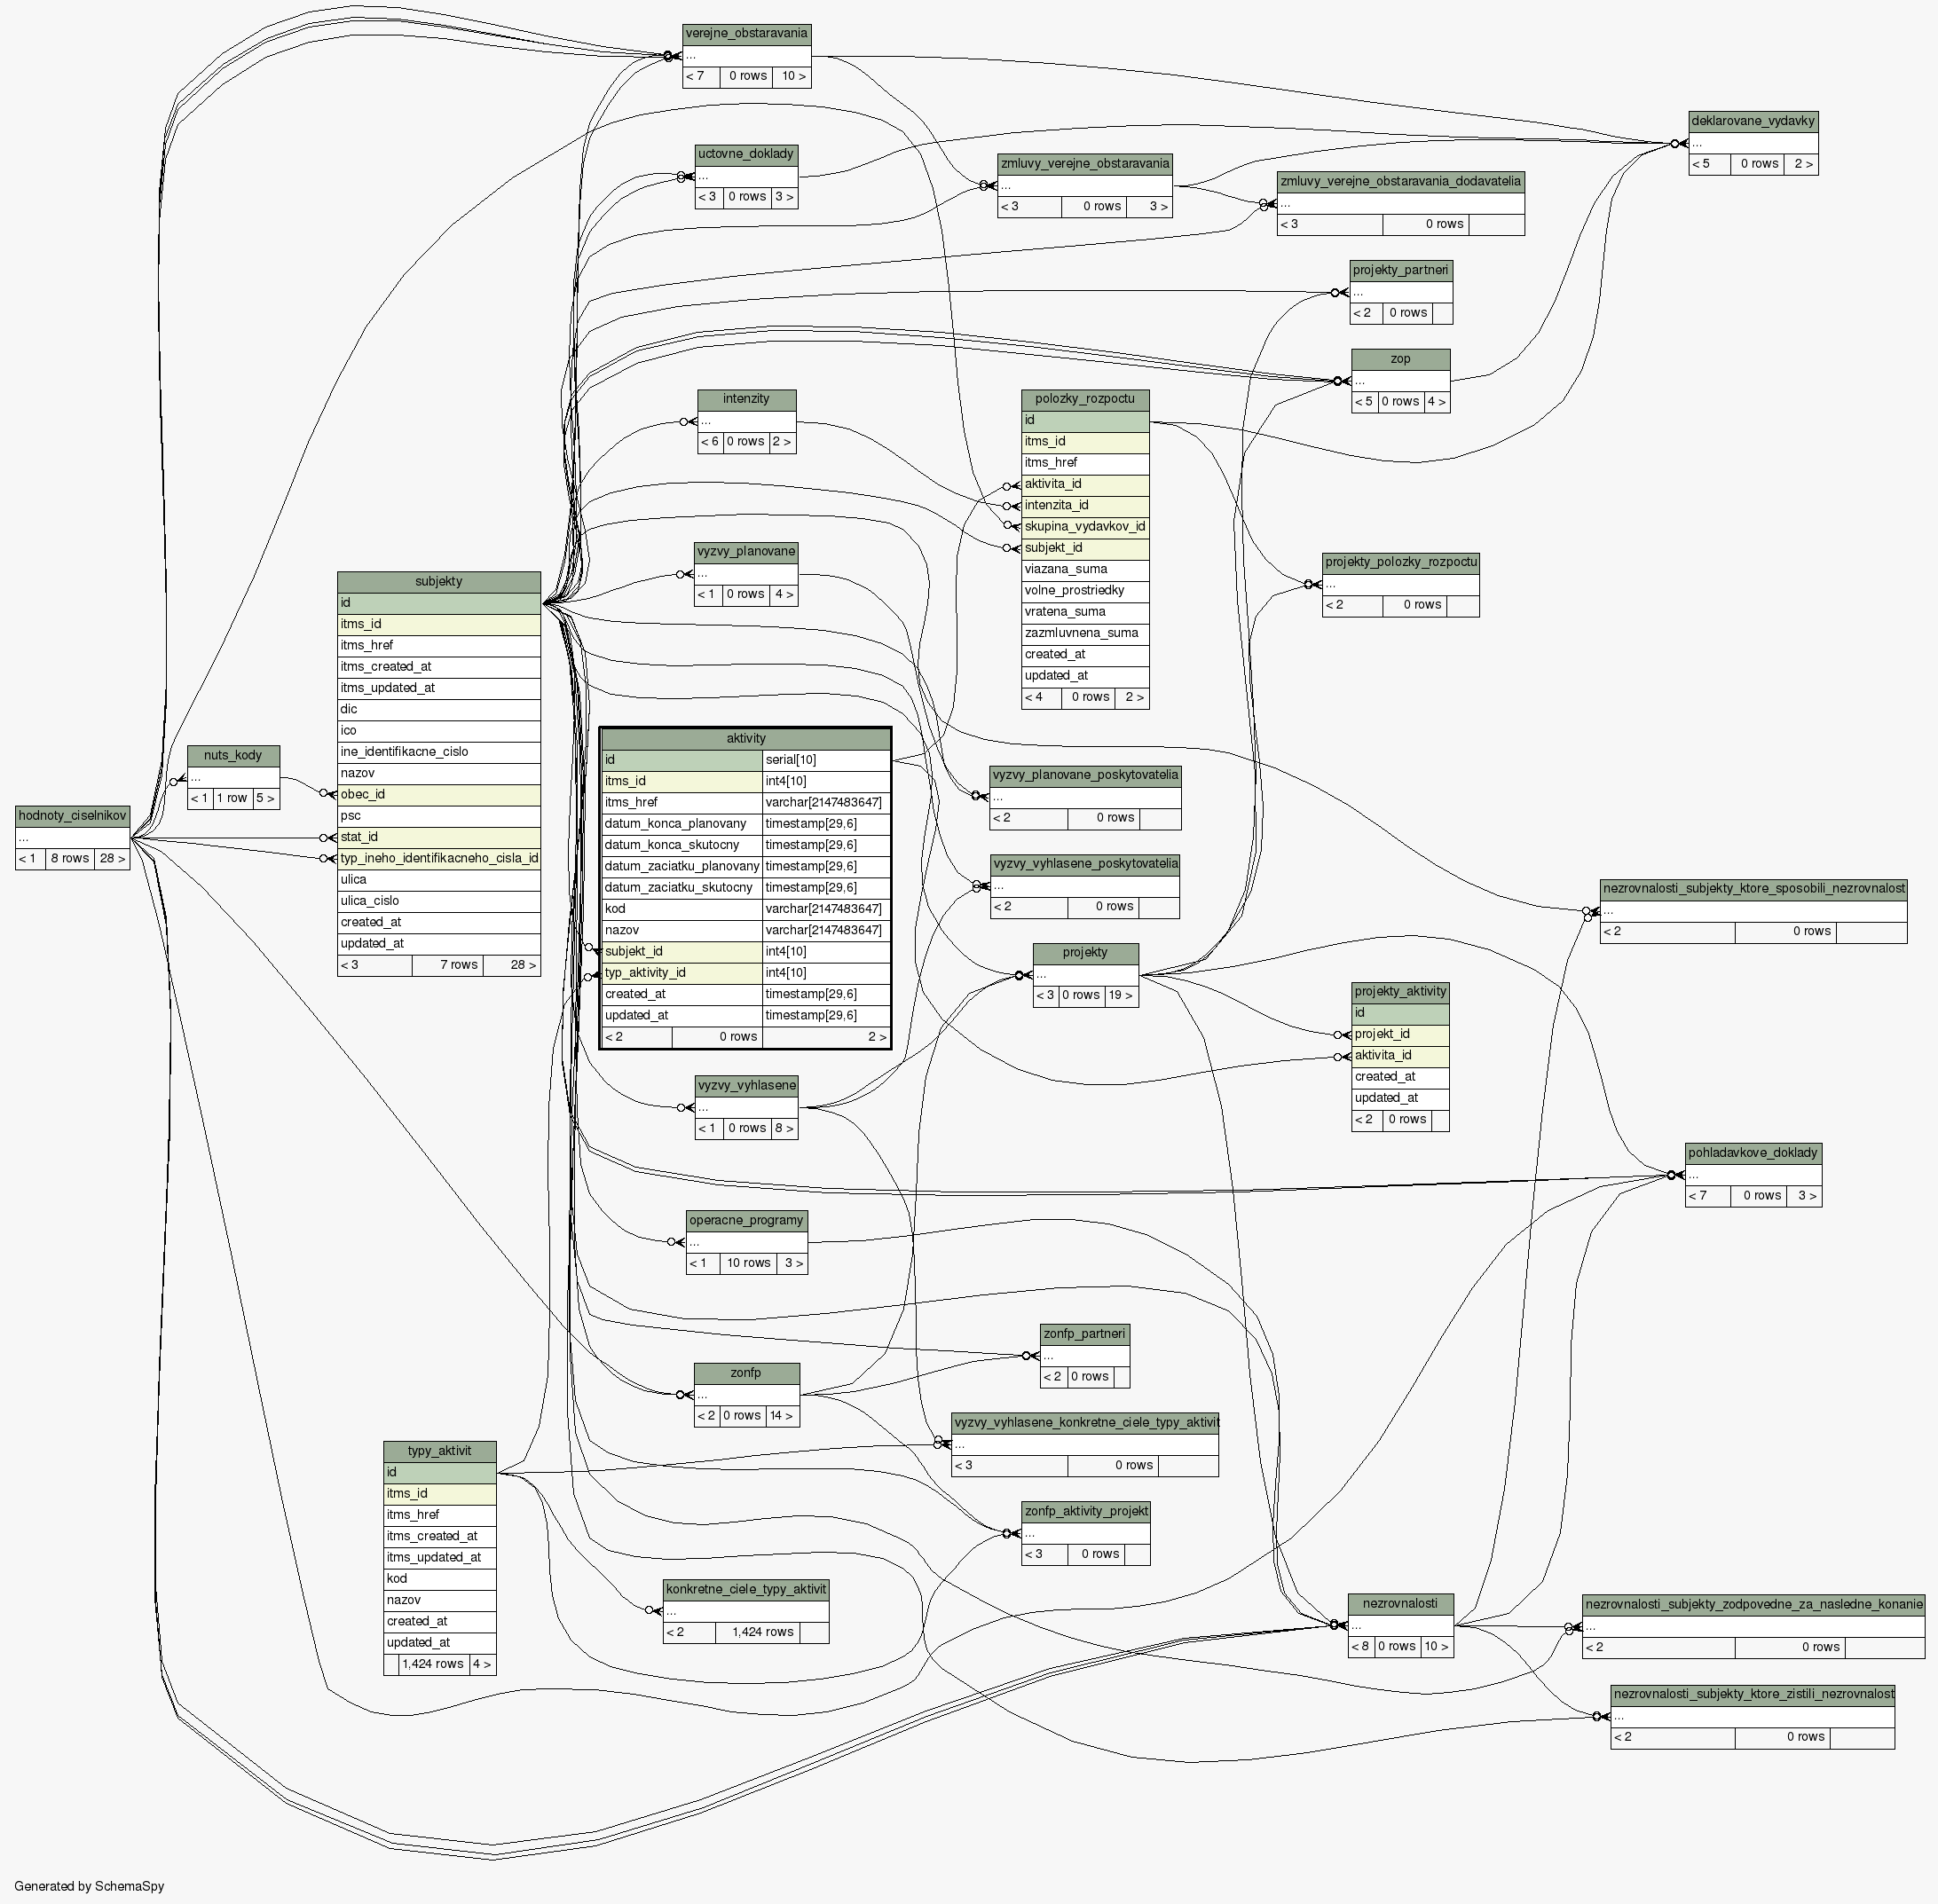 verejne_obstaravania
...
< 7 0 rows 10 >
deklarovane_vydavky
...
< 5 0 rows 2 >
uctovne_doklady
...
< 3 0 rows 3 >
zmluvy_verejne_obstaravania
...
< 3 0 rows 3 >
zmluvy_verejne_obstaravania_dodavatelia
...
< 3 0 rows
projekty_partneri
...
< 2 0 rows
zop
...
< 5 0 rows 4 >
intenzity
...
< 6 0 rows 2 >
polozky_rozpoctu
id
itms_id
itms_href
aktivita_id
intenzita_id
skupina_vydavkov_id
subjekt_id
viazana_suma
volne_prostriedky
vratena_suma
zazmluvnena_suma
created_at
updated_at
< 4 0 rows 2 >
vyzvy_planovane
...
< 1 0 rows 4 >
projekty_polozky_rozpoctu
...
< 2 0 rows
subjekty
id
itms_id
itms_href
itms_created_at
itms_updated_at
dic
ico
ine_identifikacne_cislo
nazov
obec_id
psc
stat_id
typ_ineho_identifikacneho_cisla_id
ulica
ulica_cislo
created_at
updated_at
< 3 7 rows 28 >
nuts_kody
...
< 1 1 row 5 >
hodnoty_ciselnikov
...
< 1 8 rows 28 >
aktivity
id serial[10]
itms_id int4[10]
itms_href varchar[2147483647]
datum_konca_planovany timestamp[29,6]
datum_konca_skutocny timestamp[29,6]
datum_zaciatku_planovany timestamp[29,6]
datum_zaciatku_skutocny timestamp[29,6]
kod varchar[2147483647]
nazov varchar[2147483647]
subjekt_id int4[10]
typ_aktivity_id int4[10]
created_at timestamp[29,6]
updated_at timestamp[29,6]
< 2 0 rows 2 >
vyzvy_planovane_poskytovatelia
...
< 2 0 rows
vyzvy_vyhlasene_poskytovatelia
...
< 2 0 rows
nezrovnalosti_subjekty_ktore_sposobili_nezrovnalost
...
< 2 0 rows
projekty
...
< 3 0 rows 19 >
projekty_aktivity
id
projekt_id
aktivita_id
created_at
updated_at
< 2 0 rows
vyzvy_vyhlasene
...
< 1 0 rows 8 >
pohladavkove_doklady
...
< 7 0 rows 3 >
operacne_programy
...
< 1 10 rows 3 >
zonfp_partneri
...
< 2 0 rows
zonfp
...
< 2 0 rows 14 >
vyzvy_vyhlasene_konkretne_ciele_typy_aktivit
...
< 3 0 rows
typy_aktivit
id
itms_id
itms_href
itms_created_at
itms_updated_at
kod
nazov
created_at
updated_at
1,424 rows 4 >
zonfp_aktivity_projekt
...
< 3 0 rows
konkretne_ciele_typy_aktivit
...
< 2 1,424 rows
nezrovnalosti
...
< 8 0 rows 10 >
nezrovnalosti_subjekty_zodpovedne_za_nasledne_konanie
...
< 2 0 rows
nezrovnalosti_subjekty_ktore_zistili_nezrovnalost
...
< 2 0 rows
Generated by SchemaSpy